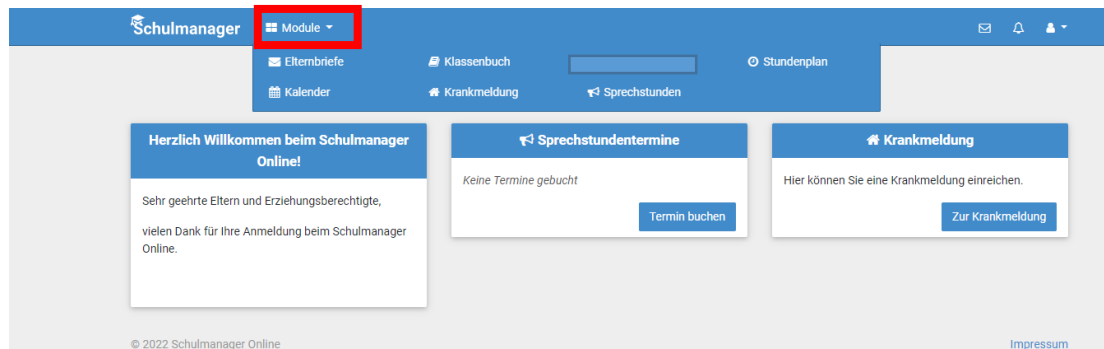 Schulmanager Module
Elternbriefe Klassenbuch Stundenplan
Kalender Krankmeldung Sprechstunden
Herzlich Willkommen beim Schulmanager
Online!
Sehr geehrte Eltern und Erziehungsberechtigte,
vielen Dank für Ihre Anmeldung beim Schulmanager
Online.
Sprechstundentermine
Keine Termine gebucht
Termin buchen
Krankmeldung
Hier können Sie eine Krankmeldung einreichen.
Zur Krankmeldung
© 2022 Schulmanager Online Impressum